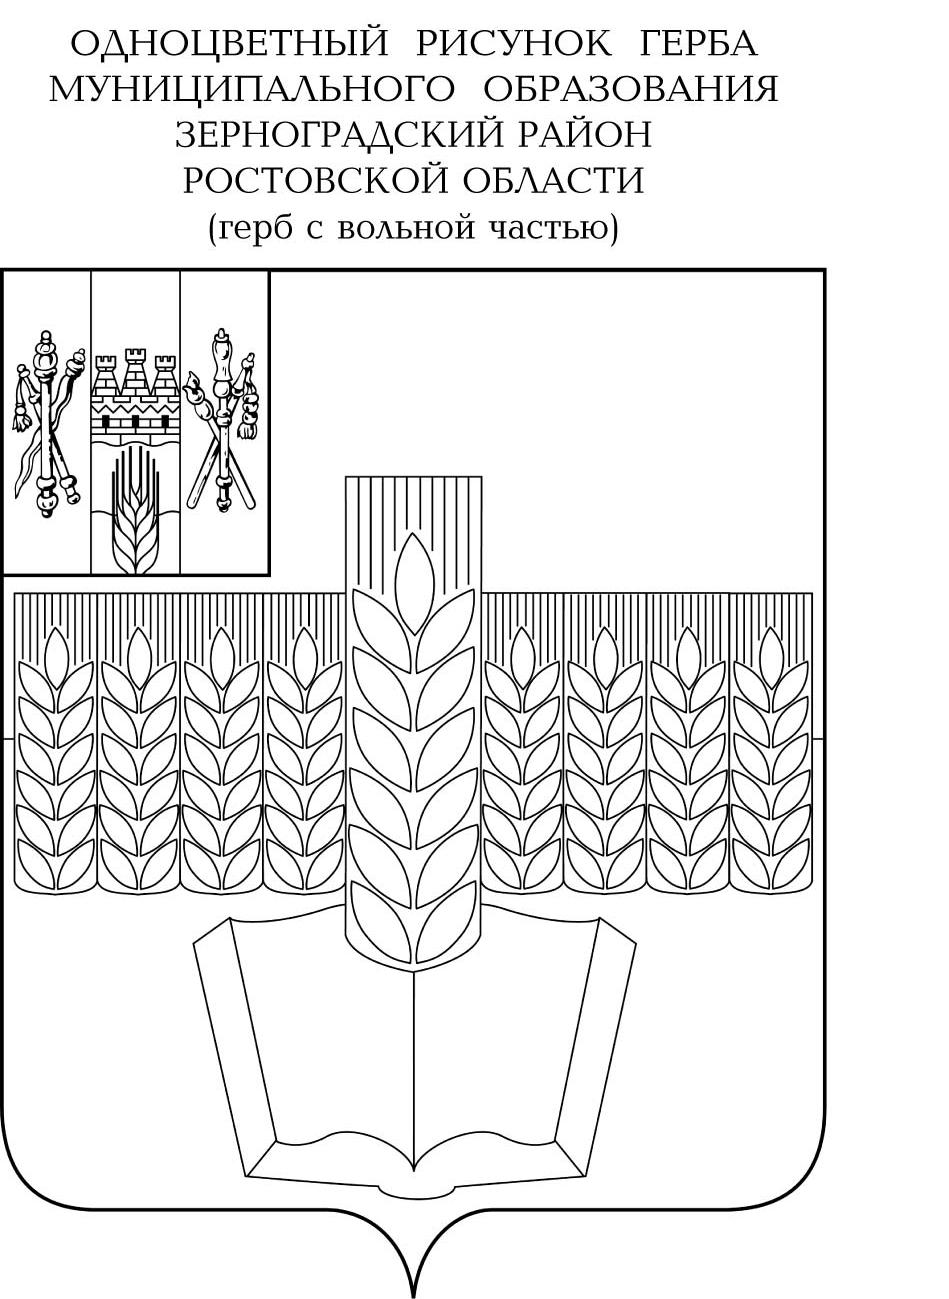 ОДНОЦВЕТНЫЙ РИСУНОК ГЕРБА
МУНИЦИПАЛЬНОГО ОБРАЗОВАНИЯ
ЗЕРНОГРАДСКИЙ РАЙОН
РОСТОВСКОЙ ОБЛАСТИ
(герб с вольной частью)